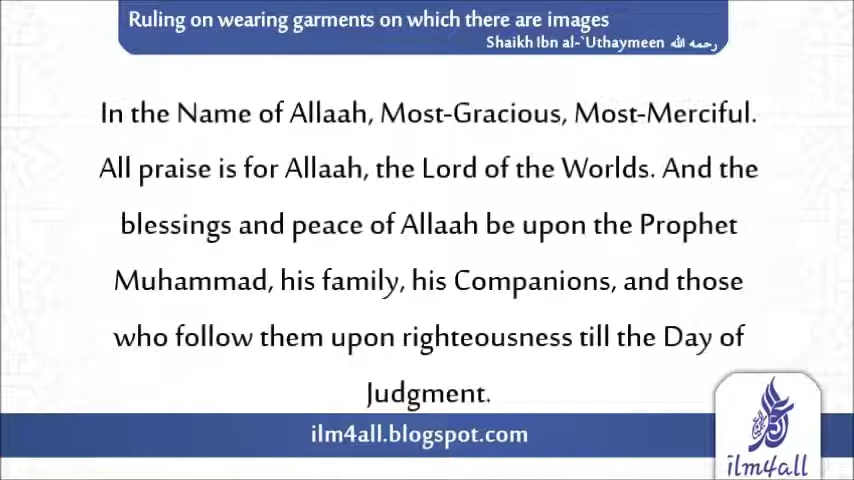 Ruling on wearing garments on which there are images
Shaikh Ibn al-`Uthaymeen رحمه الله
In the Name of Allaah, Most-Gracious, Most-Merciful.
All praise is for Allaah, the Lord of the Worlds. And the
blessings and peace of Allaah be upon the Prophet
Muhammad, his family, his Companions, and those
who follow them upon righteousness till the Day of
Judgment.
ilm4all.blogspot.com
ilm4all